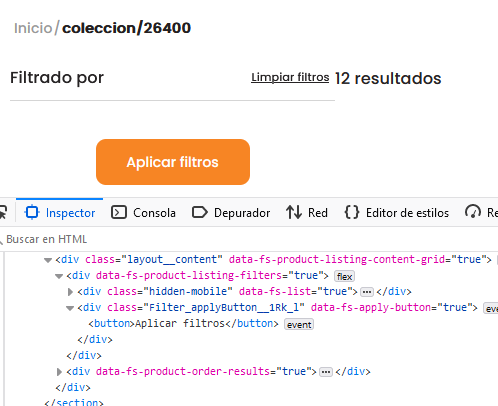 Inicio/coleccion/26400
Filtrado por
Limpiar filtros
12 resultados
Aplicar filtros
Inspector
Consola
Depurador
Red
Editor de estilos
Re
Buscar en HTML
<div class="layout__content" data-fs-product-listing-content-grid="true">
<div data-fs-product-listing-filters="true"> flex
<div class="hidden-mobile" data-fs-list="true"> ··· </div>
<div class="Filter_applyButton__1Rk_l" data-fs-apply-button="true"> eve
<button>Aplicar filtros</button> event
</div>
</div>
<div data-fs-product-order-results="true"> ··· </div>
</div>
</section>